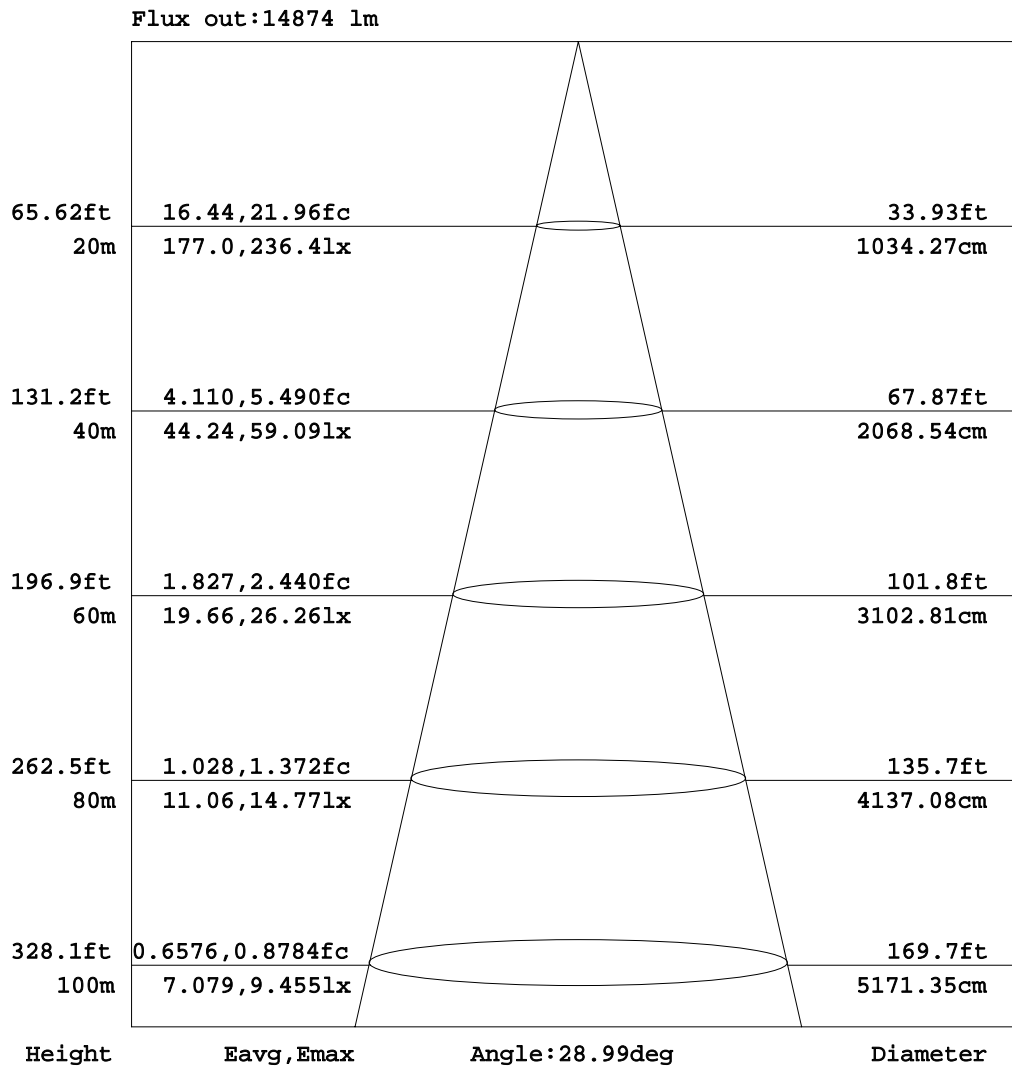 Flux out:14874 lm
65.62ft 16.44,21.96fc 33.93ft
20m 177.0,236.4lx 1034.27cm
131.2ft 4.110,5.490fc 67.87ft
40m 44.24,59.09lx 2068.54cm
196.9ft 1.827,2.440fc 101.8ft
60m 19.66,26.26lx 3102.81cm
262.5ft 1.028,1.372fc 135.7ft
80m 11.06,14.77lx 4137.08cm
328.1ft 0.6576,0.8784fc 169.7ft
100m 7.079,9.455lx 5171.35cm
Height Eavg,Emax Angle:28.99deg Diameter